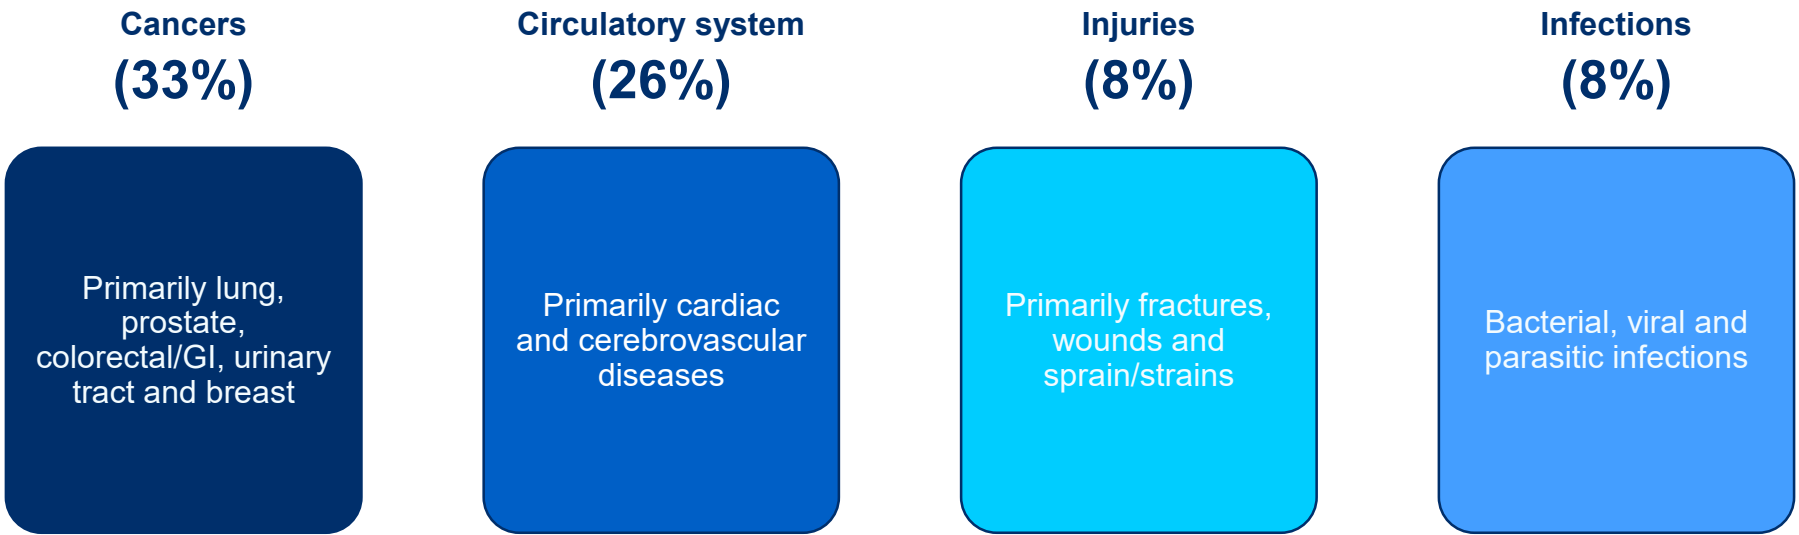 Cancers
(33%)
Primarily lung,
prostate,
colorectal/GI, urinary
tract and breast
Circulatory system
(26%)
Primarily cardiac
and cerebrovascular
diseases
Injuries
(8%)
Primarily fractures,
wounds and
sprain/strains
Infections
(8%)
Bacterial, viral and
parasitic infections